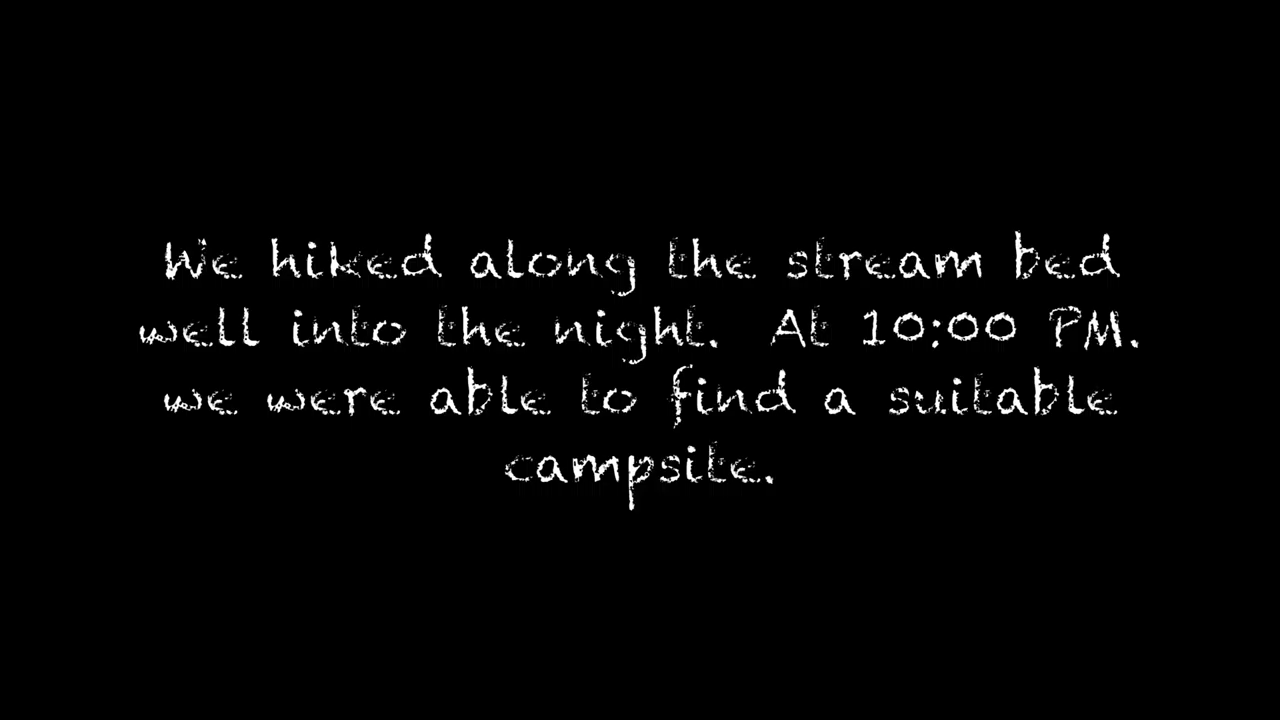 We hiked along the stream bed
well into the night.  At 10:00 PM.
we were able to find a suitable
campsite.